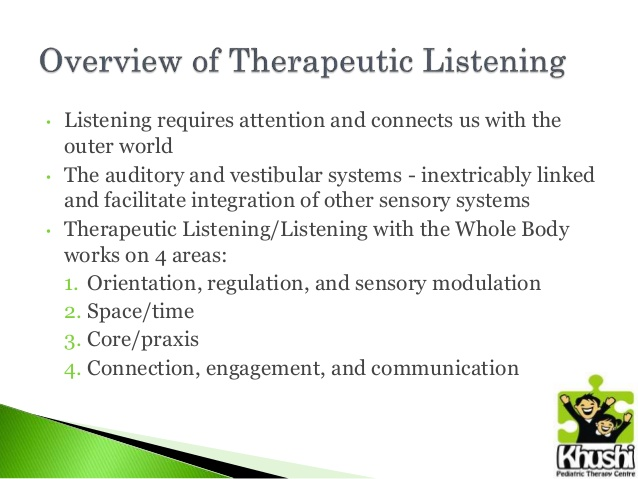 Overview of Therapeutic Listening
• Listening requires attention and connects us with the
outer world
• The auditory and vestibular systems - inextricably linked
and facilitate integration of other sensory systems
• Therapeutic Listening/Listening with the Whole Body
works on 4 areas:
1. Orientation, regulation, and sensory modulation
2. Space/time
3. Core/praxis
4. Connection, engagement, and communication
Khushi
Pediatric Therapy Centre